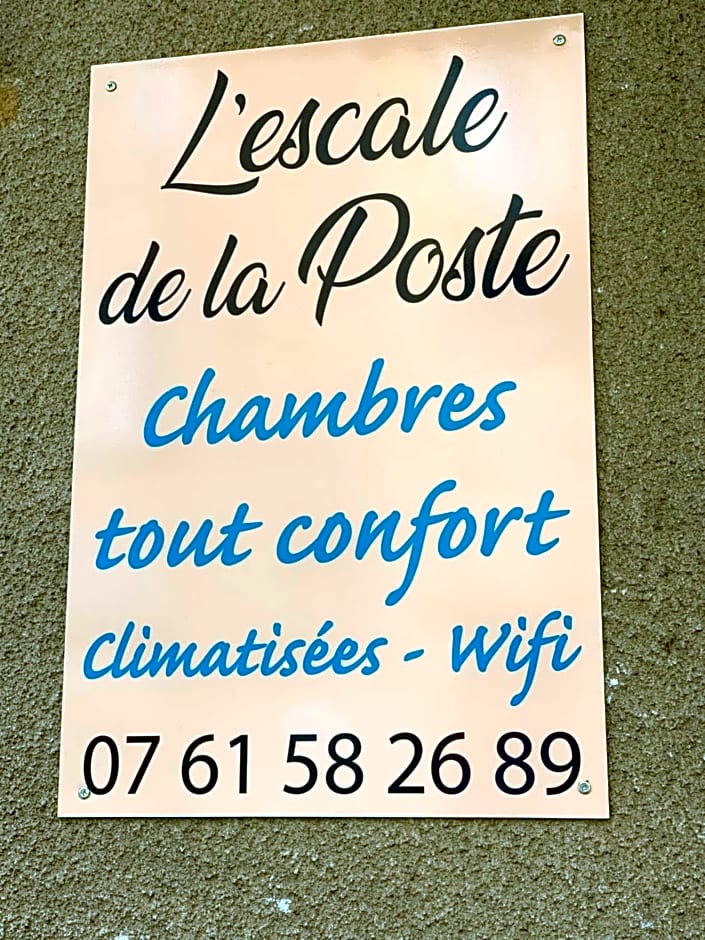 L'escale
de la Poste
Chambres
tout confort
Climatisées - Wifi
07 61 58 26 89